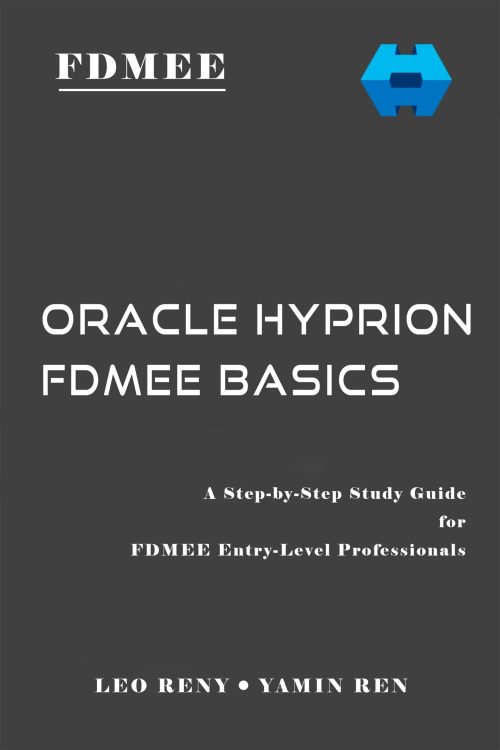 FDMEE
ORACLE HYPRION
FDMEE BASICS
A Step-by-Step Study Guide
for
FDMEE Entry-Level Professionals
LEO RENY • YAMIN REN